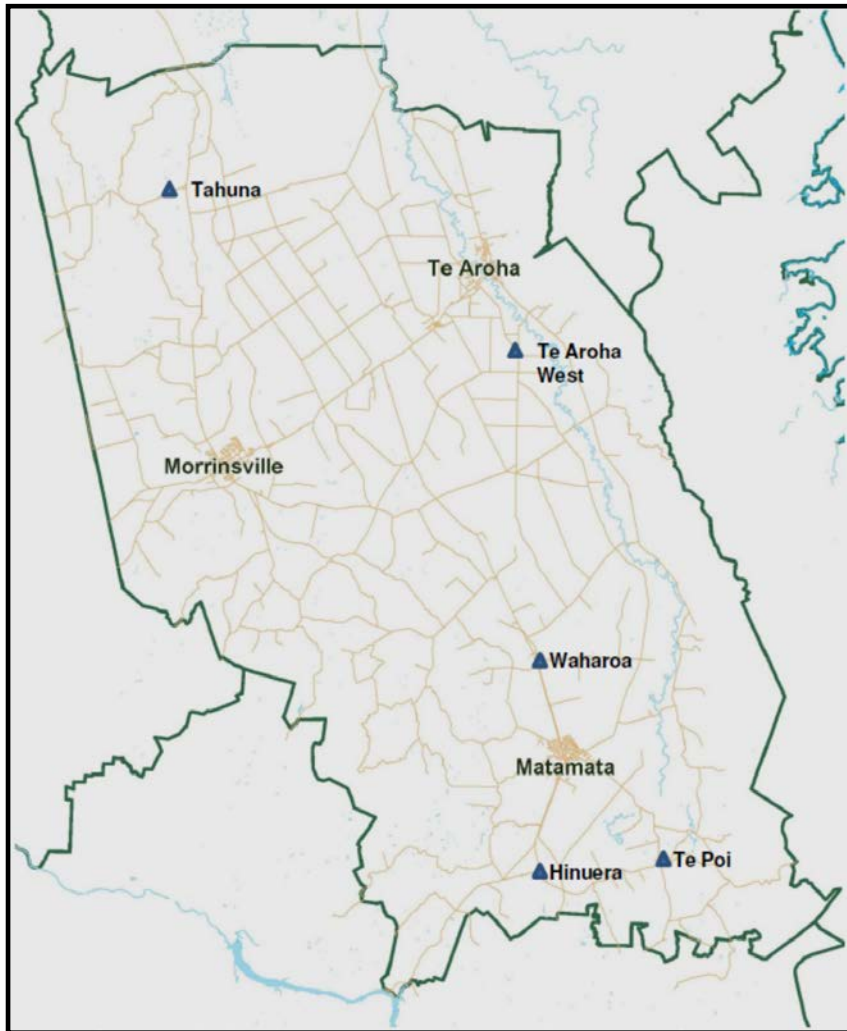 Tahuna
Te Aroha
Te Aroha
West
Morrinsville
Waharoa
Matamata
Te Poi
Hinuera